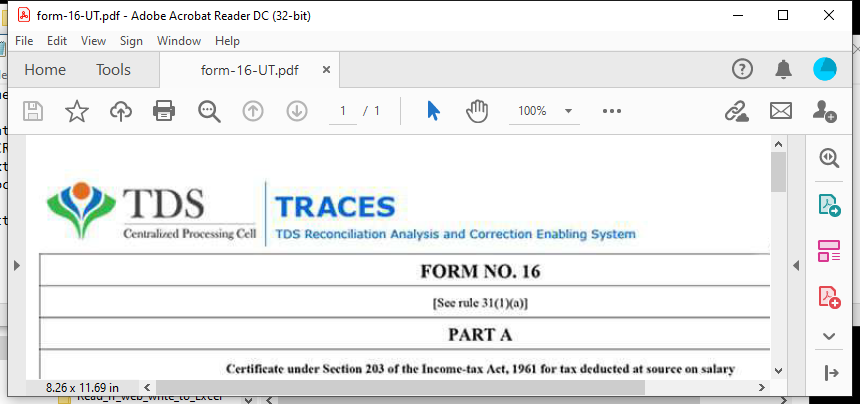 form-16-UT.pdf - Adobe Acrobat Reader DC (32-bit)
File Edit View Sign Window Help
Home Tools form-16-UT.pdf ×
1 / 1 100%
TDS
Centralized Processing Cell
TRACES
TDS Reconciliation Analysis and Correction Enabling System
FORM NO. 16
[See rule 31(1)(a)]
PART A
Certificate under Section 203 of the Income-tax Act, 1961 for tax deducted at source on salary
8.26 x 11.69 in